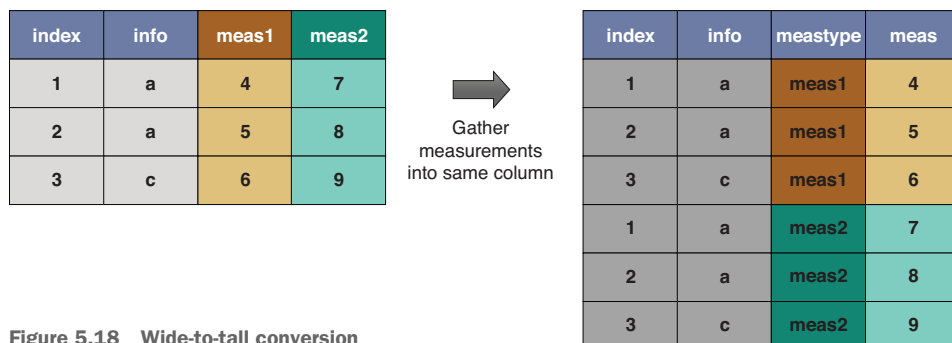 index info meas1 meas2
1 a 4 7
2 a 5 8
3 c 6 9
Gather
measurements
into same column
index info meastype meas
1 a meas1 4
2 a meas1 5
3 c meas1 6
1 a meas2 7
2 a meas2 8
3 c meas2 9
Figure 5.18 Wide-to-tall conversion